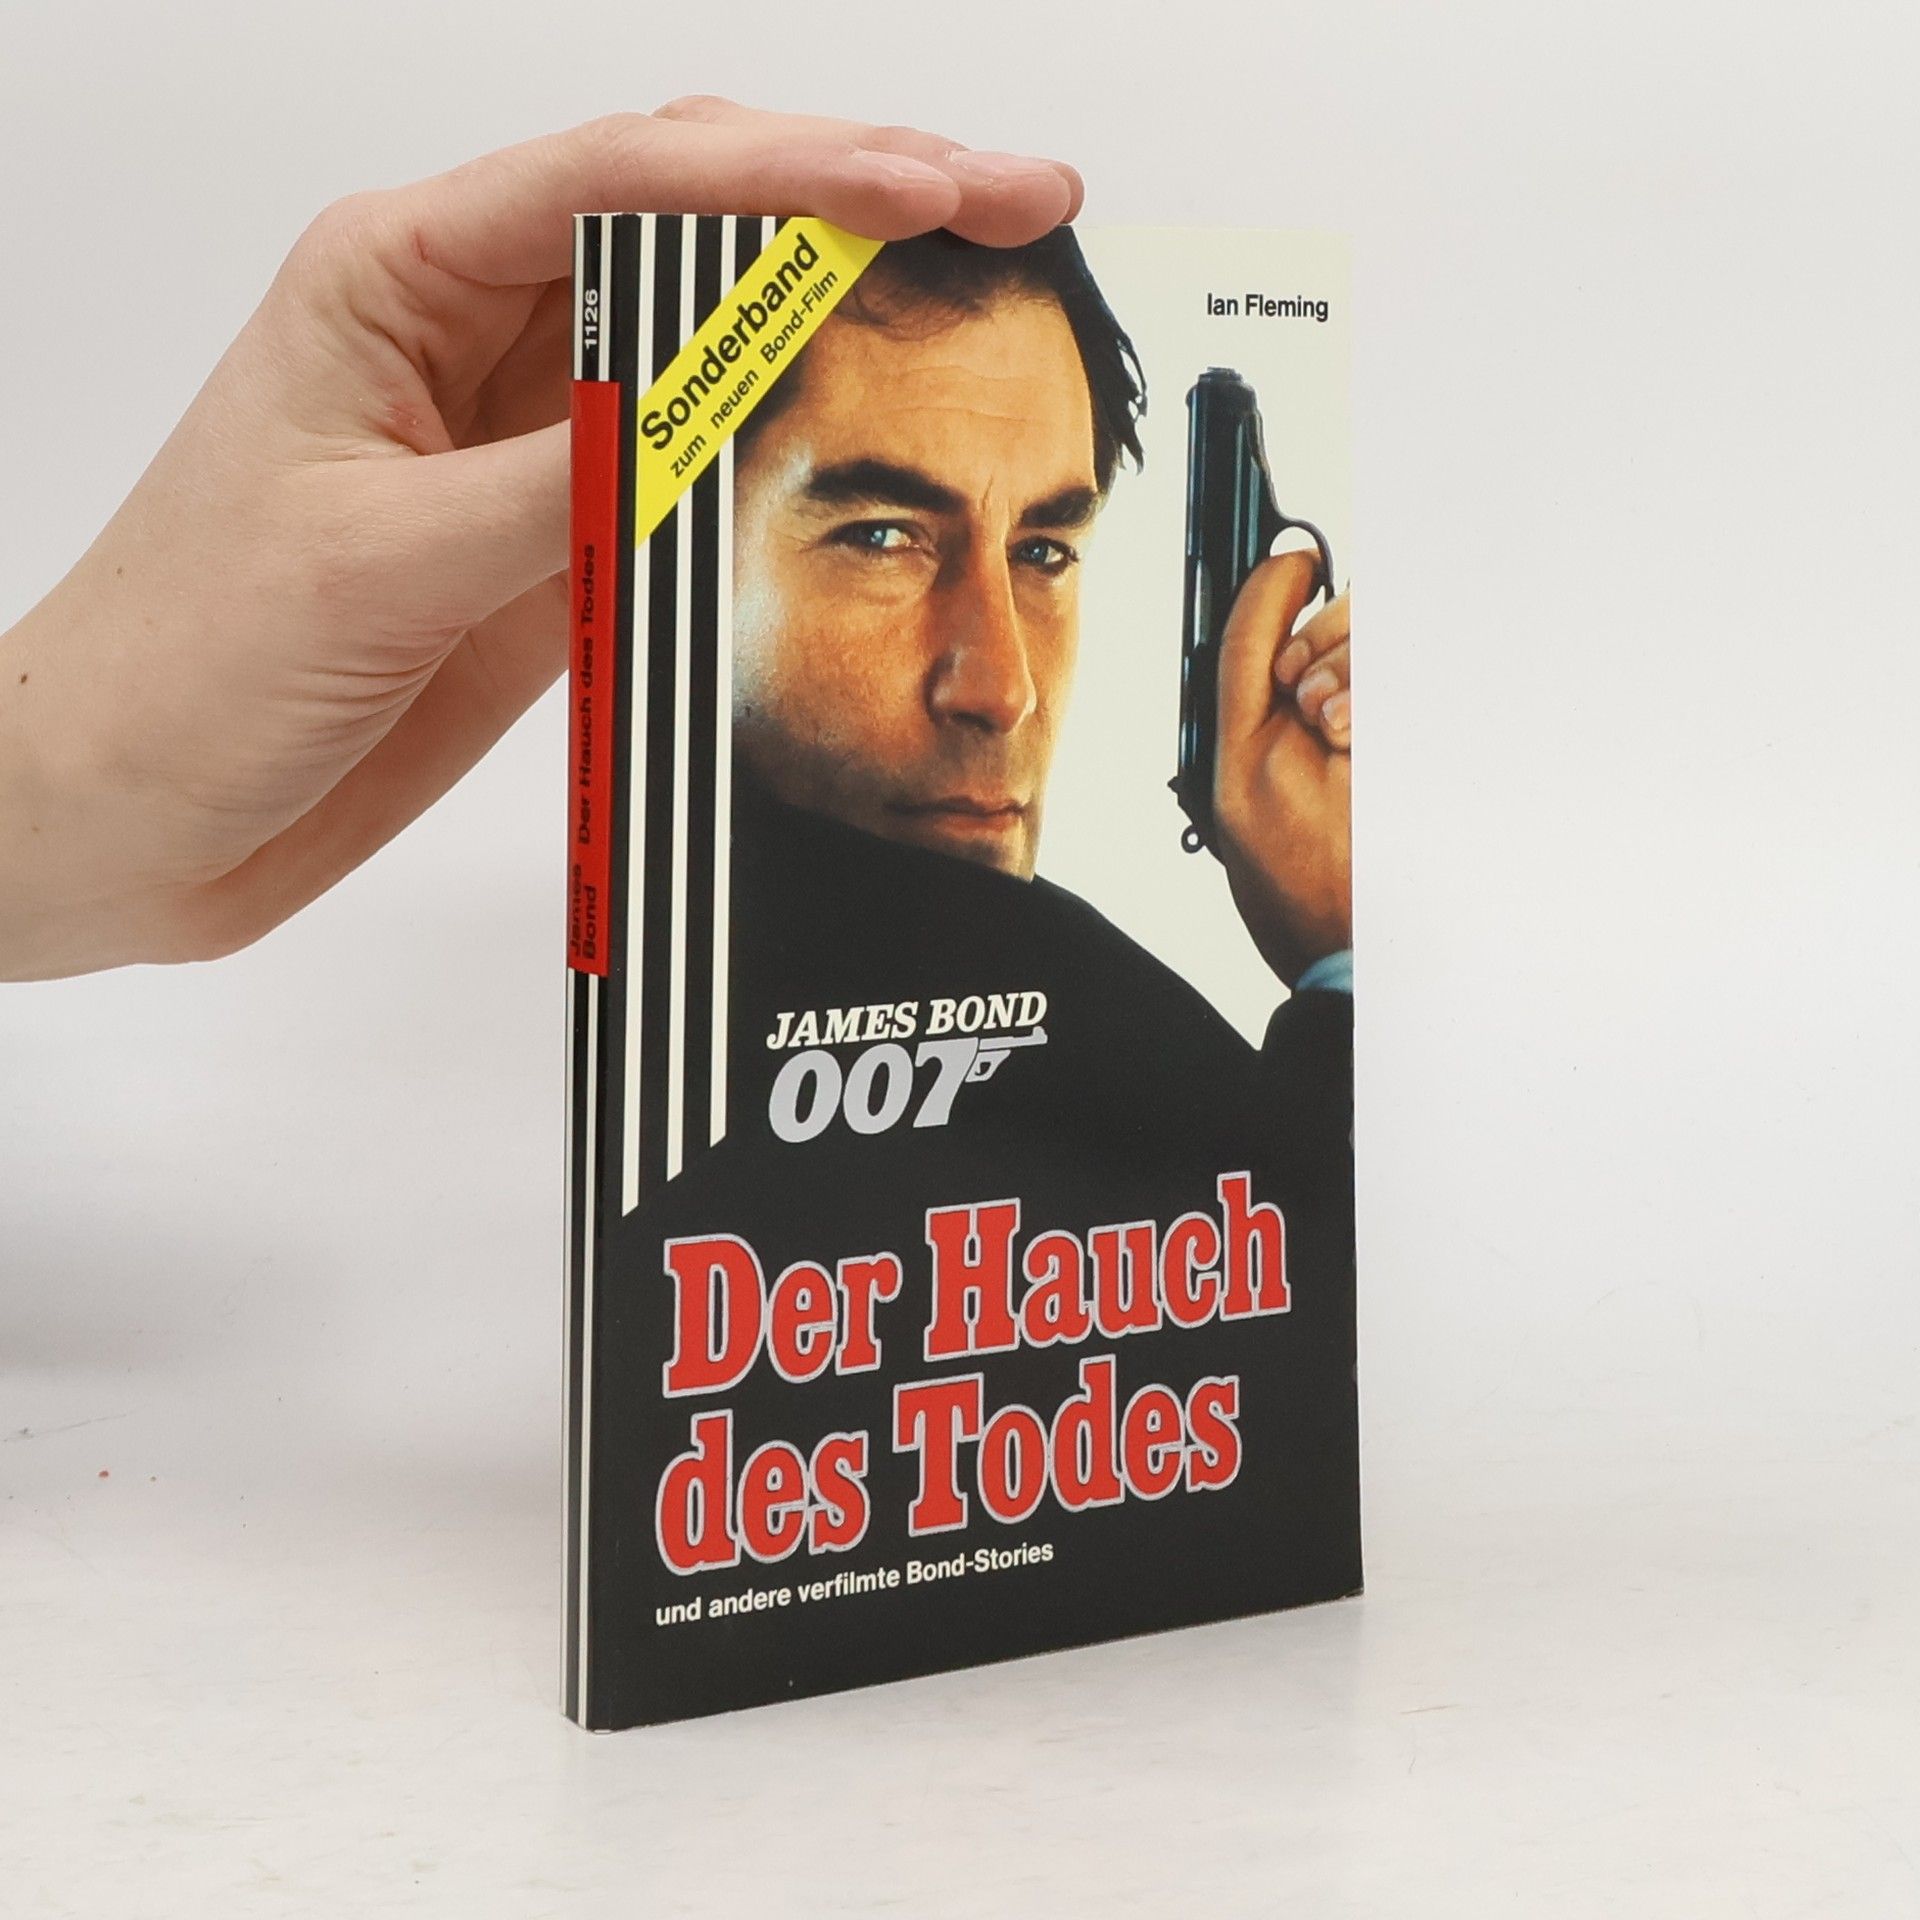 1126
James
Bond
Der Hauch des Todes
Sonderband
zum neuen Bond-Film
Ian Fleming
JAMES BOND
007
Der Hauch
des Todes
und andere verfilmte Bond-Stories